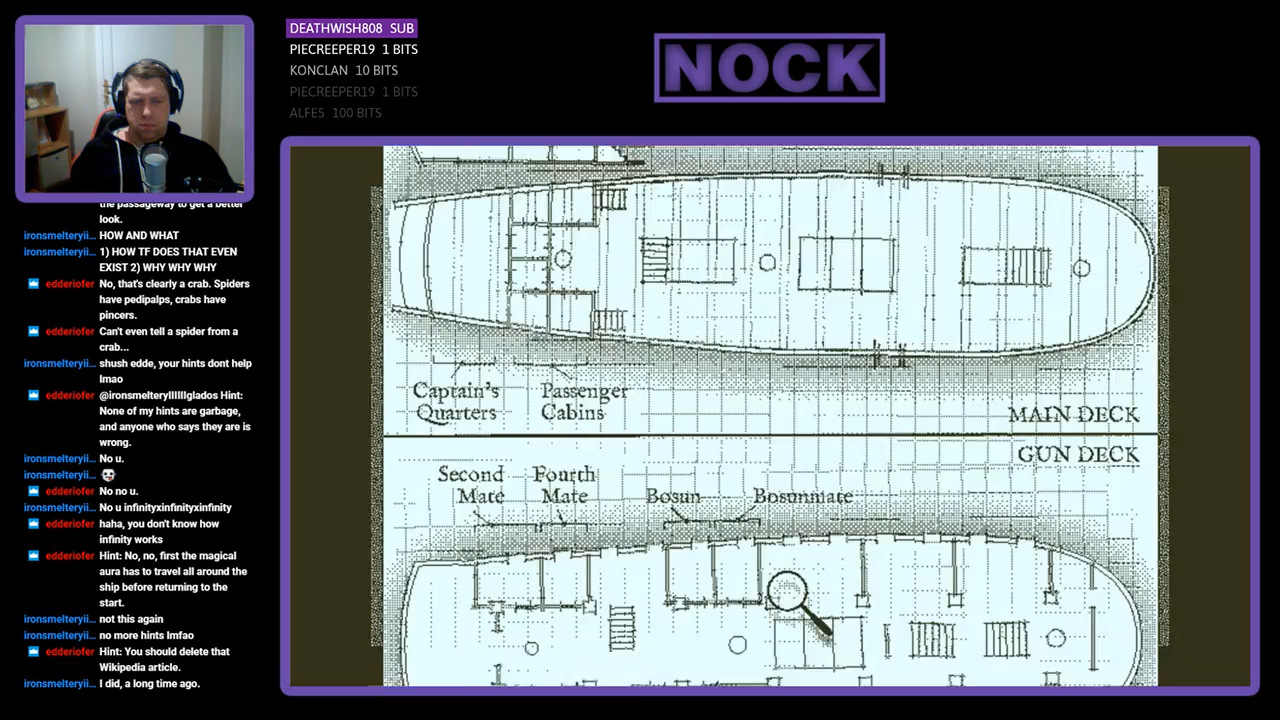 DEATHWISH808 SUB
PIECREEPER19 1 BITS
KONCLAN 10 BITS
PIECREEPER19 1 BITS
ALFE5 100 BITS
NOCK
the passageway to get a better
look.
ironsmelteryii... HOW AND WHAT
ironsmelteryii... 1) HOW TF DOES THAT EVEN
EXIST 2) WHY WHY WHY
edderiofer No, that's clearly a crab. Spiders
have pedipalps, crabs have
pincers.
edderiofer Can't even tell a spider from a
crab...
ironsmelteryii... shush edde, your hints dont help
lmao
edderiofer @ironsmelteryllllllglados Hint:
None of my hints are garbage,
and anyone who says they are is
wrong.
ironsmelteryii... No u.
ironsmelteryii...
edderiofer No no u.
ironsmelteryii... No u infinityxinfinityxinfinity
edderiofer haha, you don't know how
infinity works
edderiofer Hint: No, no, first the magical
aura has to travel all around the
ship before returning to the
start.
ironsmelteryii... not this again
ironsmelteryii... no more hints lmfao
edderiofer Hint: You should delete that
Wikipedia article.
ironsmelteryii... I did, a long time ago.
Captain's
Quarters
Passenger
Cabins
MAIN DECK
GUN DECK
Second
Mate
Fourth
Mate
Bosun
Bosunmate